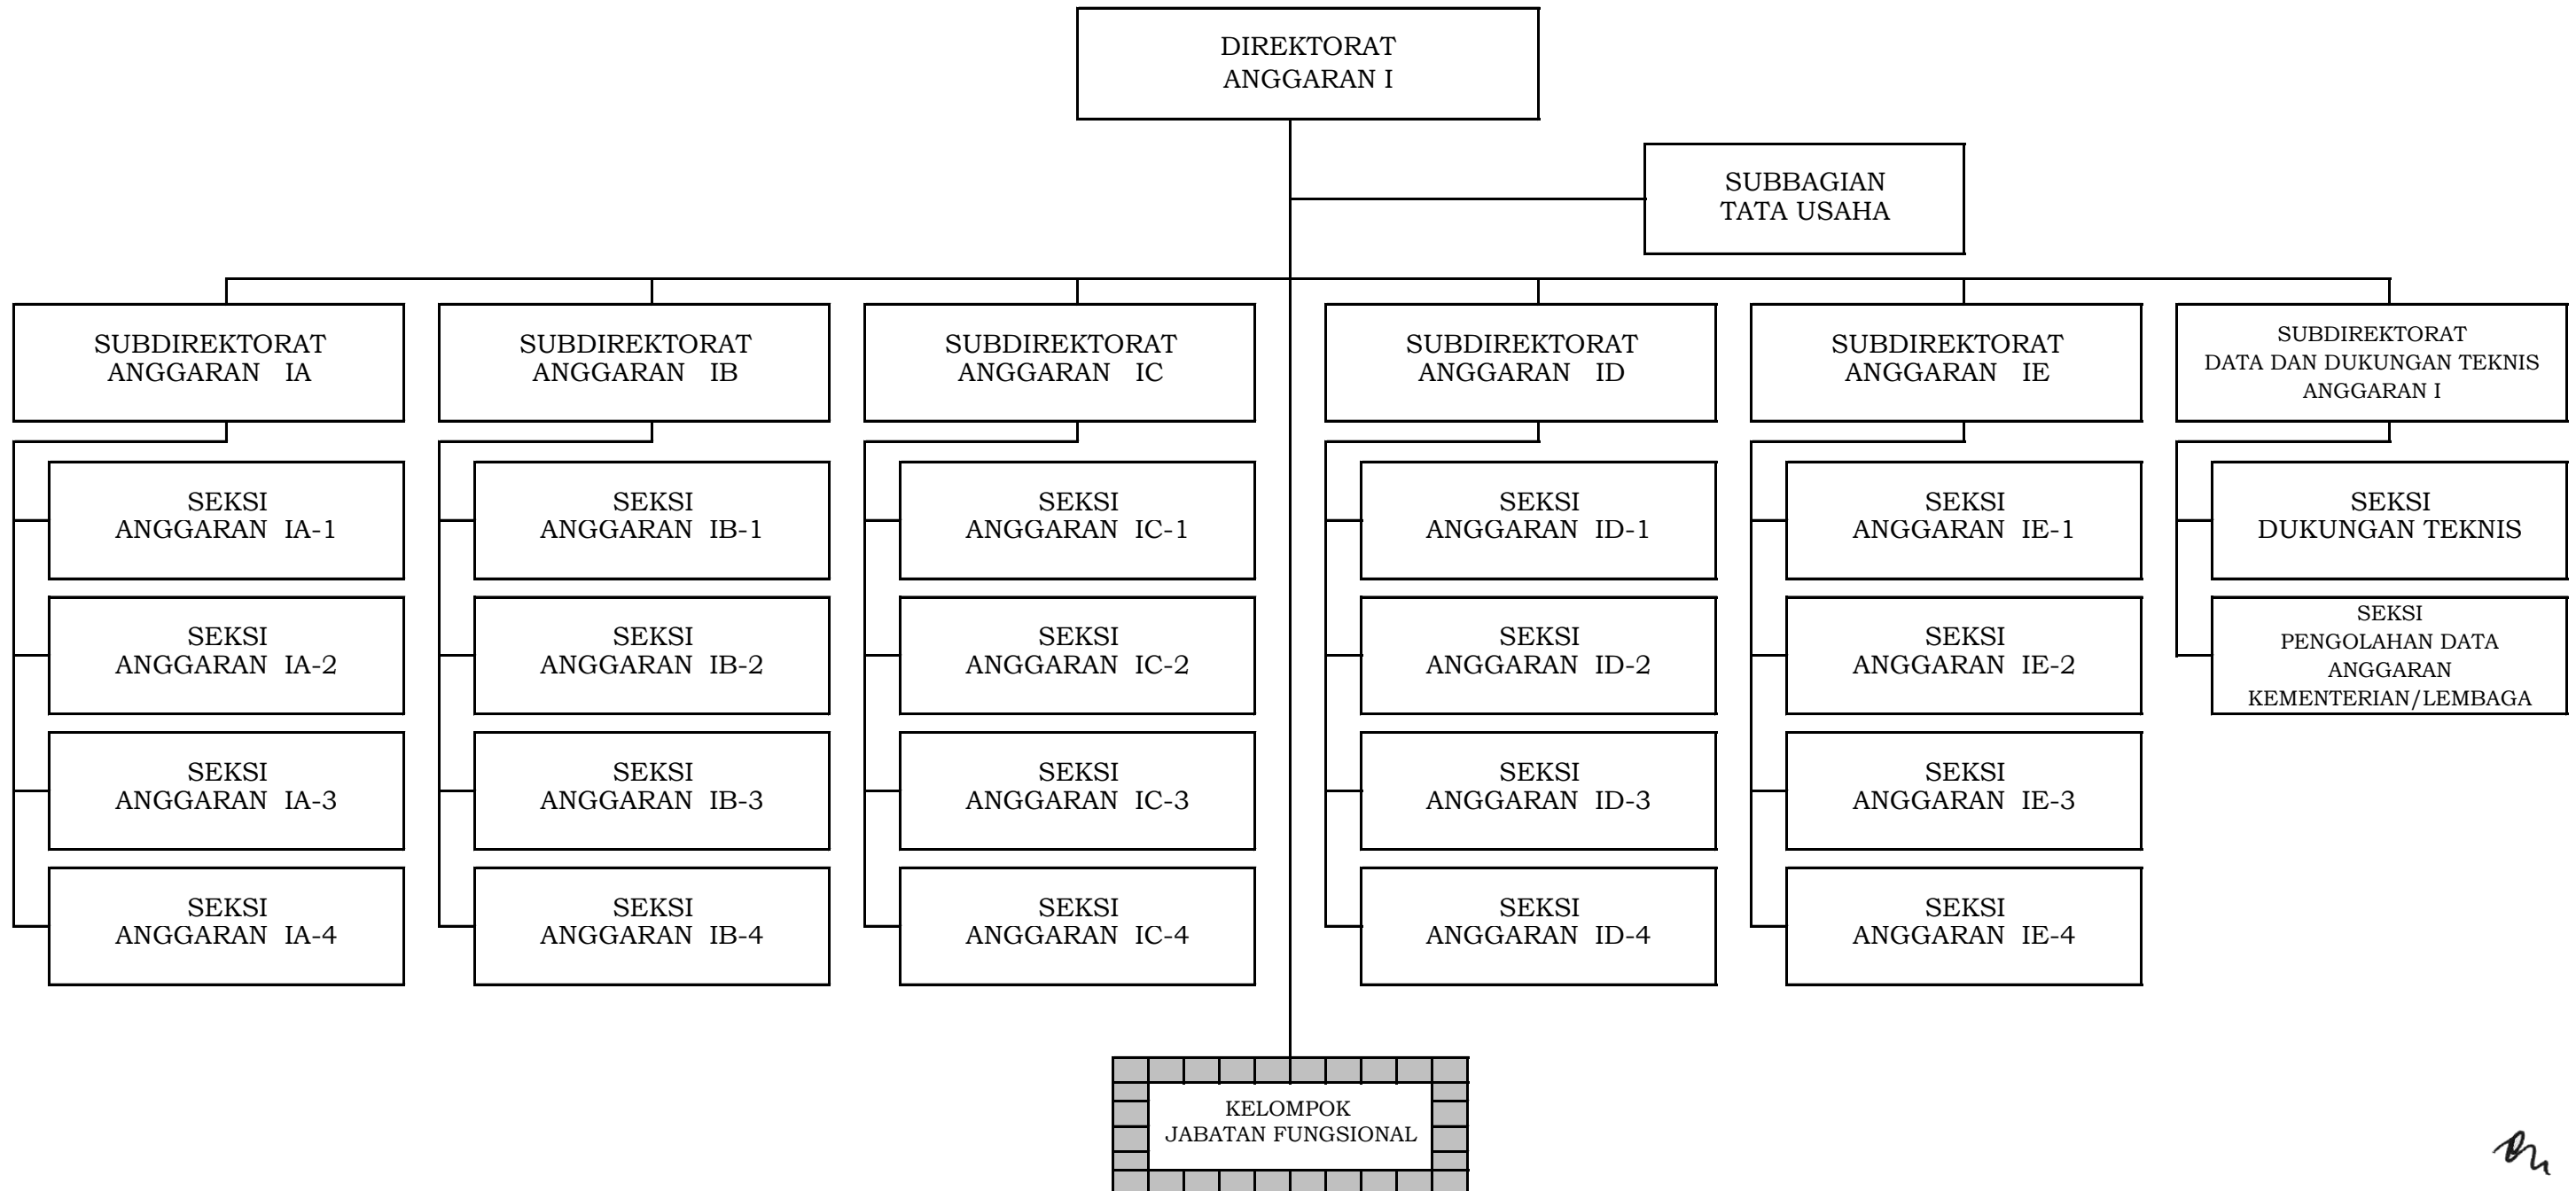 DIREKTORAT
ANGGARAN I
SUBBAGIAN
TATA USAHA
SUBDIREKTORAT
ANGGARAN IA
SUBDIREKTORAT
ANGGARAN IB
SUBDIREKTORAT
ANGGARAN IC
SUBDIREKTORAT
ANGGARAN ID
SUBDIREKTORAT
ANGGARAN IE
SUBDIREKTORAT
DATA DAN DUKUNGAN TEKNIS
ANGGARAN I
SEKSI
ANGGARAN IA-1
SEKSI
ANGGARAN IB-1
SEKSI
ANGGARAN IC-1
SEKSI
ANGGARAN ID-1
SEKSI
ANGGARAN IE-1
SEKSI
DUKUNGAN TEKNIS
SEKSI
ANGGARAN IA-2
SEKSI
ANGGARAN IB-2
SEKSI
ANGGARAN IC-2
SEKSI
ANGGARAN ID-2
SEKSI
ANGGARAN IE-2
SEKSI
PENGOLAHAN DATA
ANGGARAN
KEMENTERIAN/LEMBAGA
SEKSI
ANGGARAN IA-3
SEKSI
ANGGARAN IB-3
SEKSI
ANGGARAN IC-3
SEKSI
ANGGARAN ID-3
SEKSI
ANGGARAN IE-3
SEKSI
ANGGARAN IA-4
SEKSI
ANGGARAN IB-4
SEKSI
ANGGARAN IC-4
SEKSI
ANGGARAN ID-4
SEKSI
ANGGARAN IE-4
KELOMPOK
JABATAN FUNGSIONAL